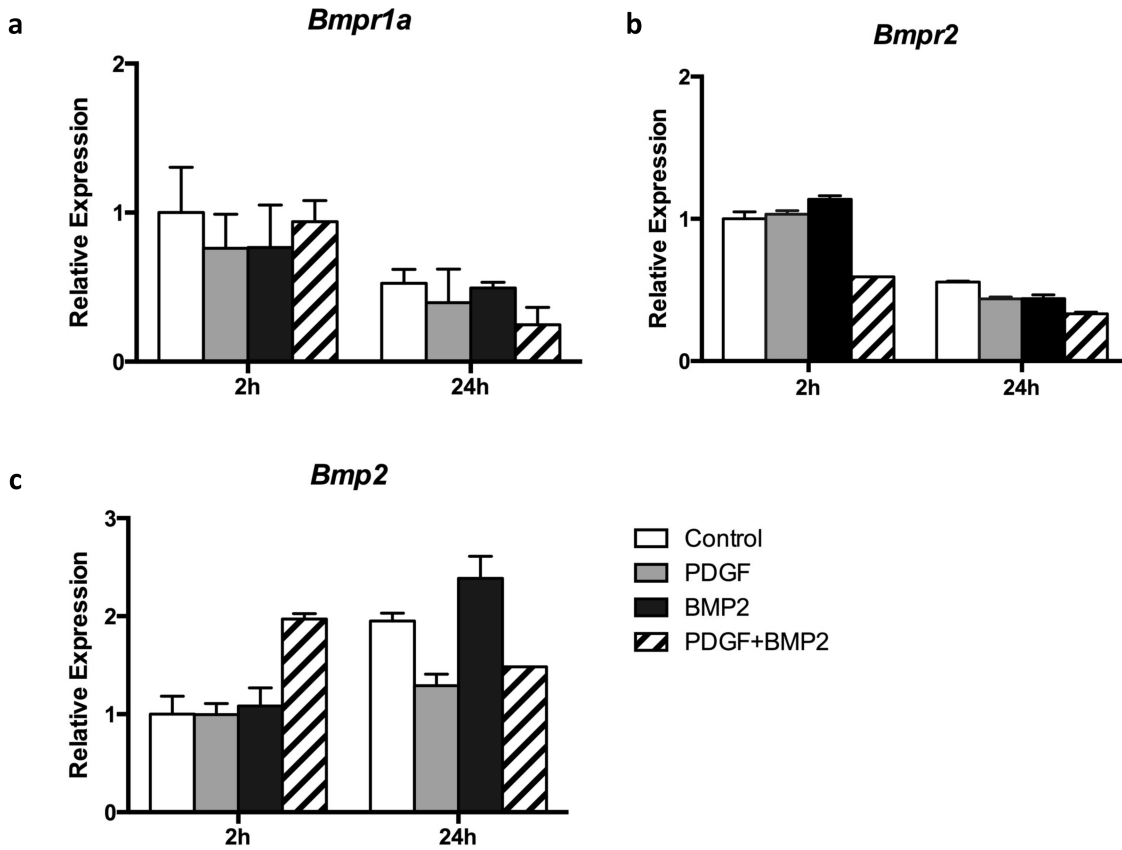 a
Bmpr1a
Relative Expression
2
1
0
2h
24h
b
Bmpr2
Relative Expression
2
1
0
2h
24h
c
Bmp2
Relative Expression
3
2
1
0
2h
24h
Control
PDGF
BMP2
PDGF+BMP2